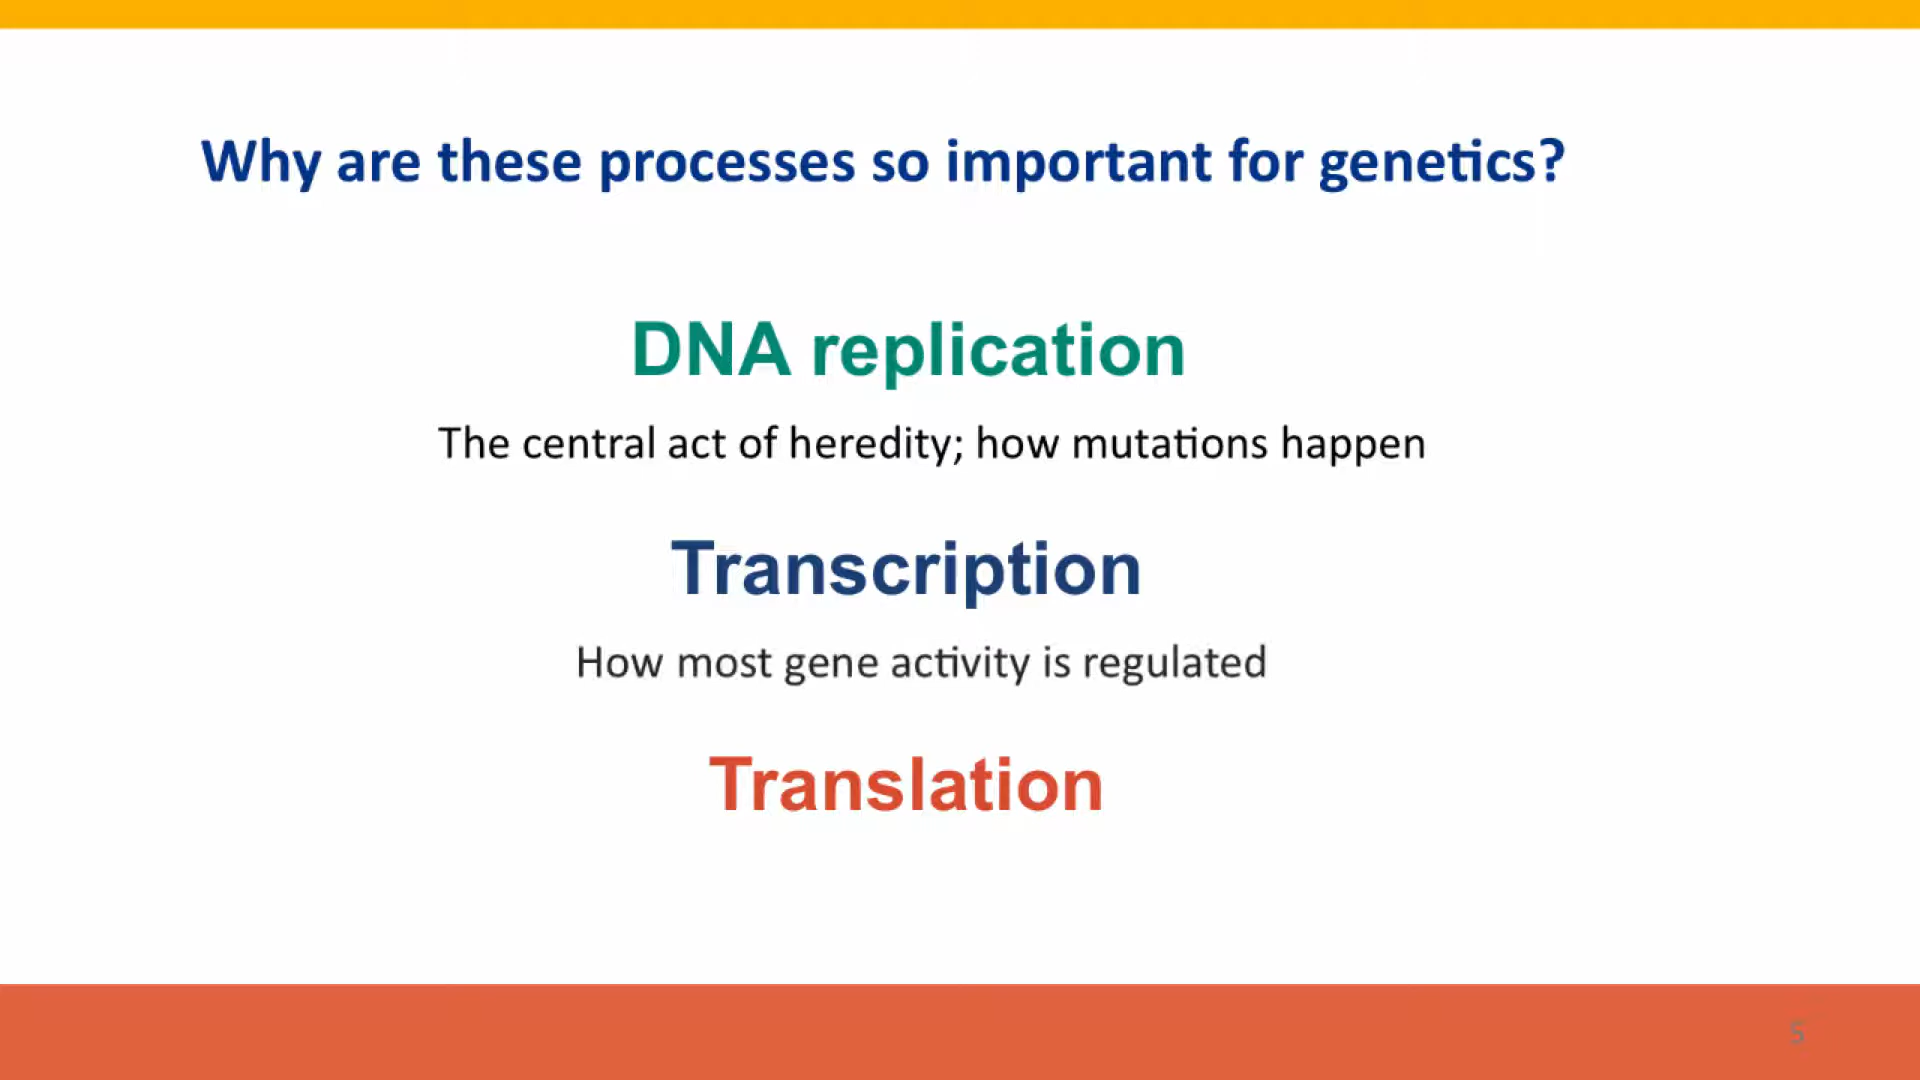 Why are these processes so important for genetics?
DNA replication
The central act of heredity; how mutations happen
Transcription
How most gene activity is regulated
Translation
5